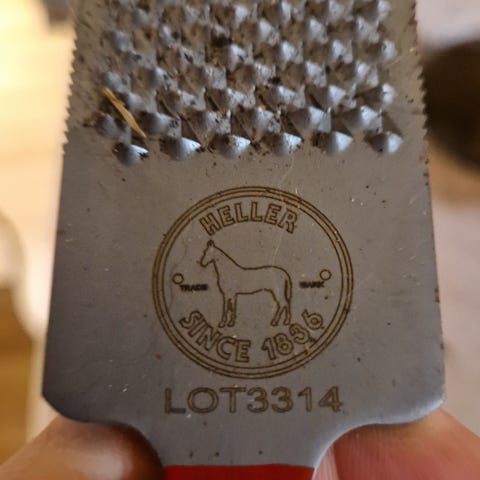 HELLER
TRADE MARK
SINCE 1836
LOT3314